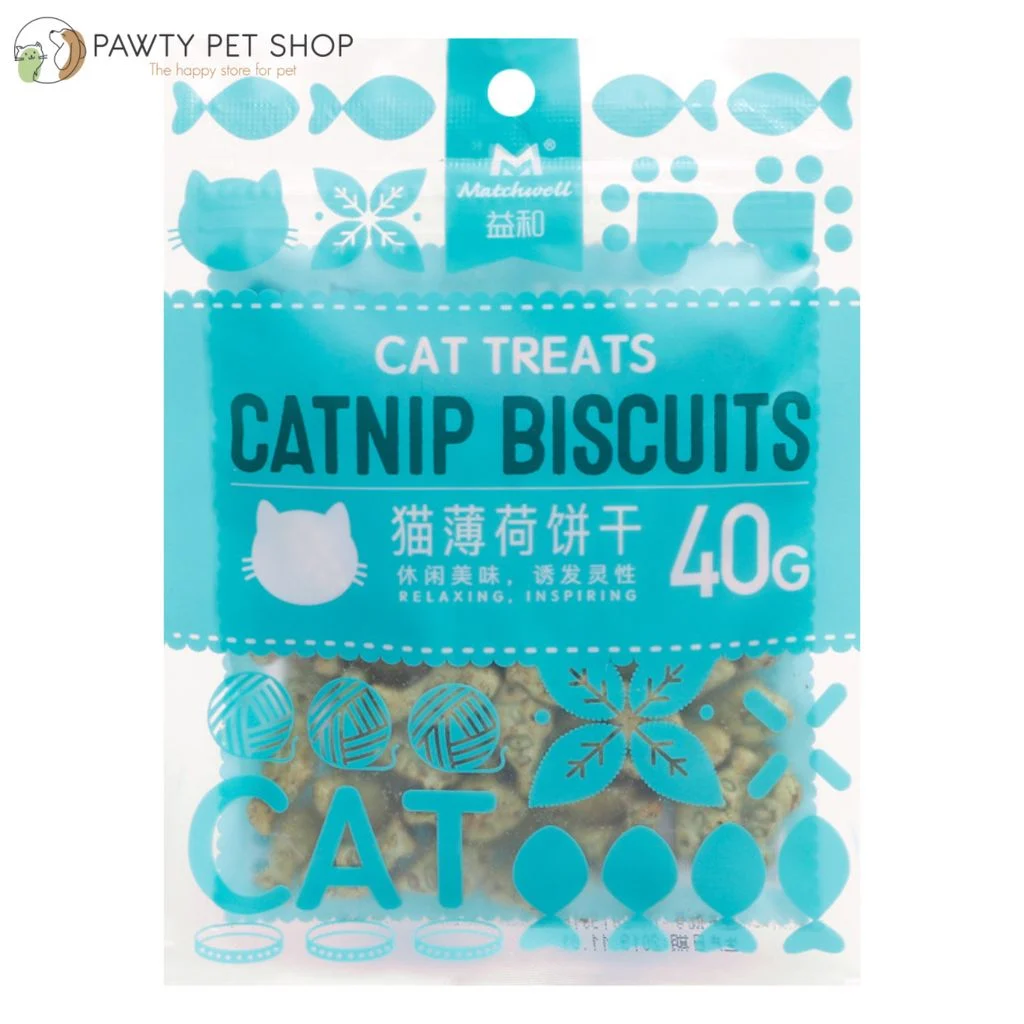 PAWTY PET SHOP
The happy store for pet
M®
Matchwell
益和
CAT TREATS
CATNIP BISCUITS
猫薄荷饼干
40G
休闲美味，诱发灵性
RELAXING, INSPIRING
CAT